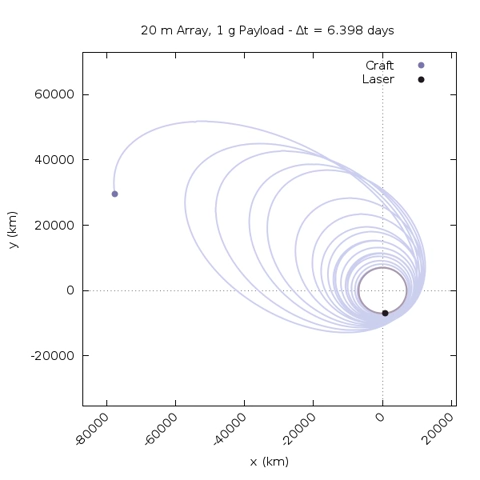 20 m Array, 1 g Payload - Δt = 6.398 days
Craft
Laser
60000
40000
20000
0
-20000
y (km)
-80000
-60000
-40000
-20000
0
20000
x (km)